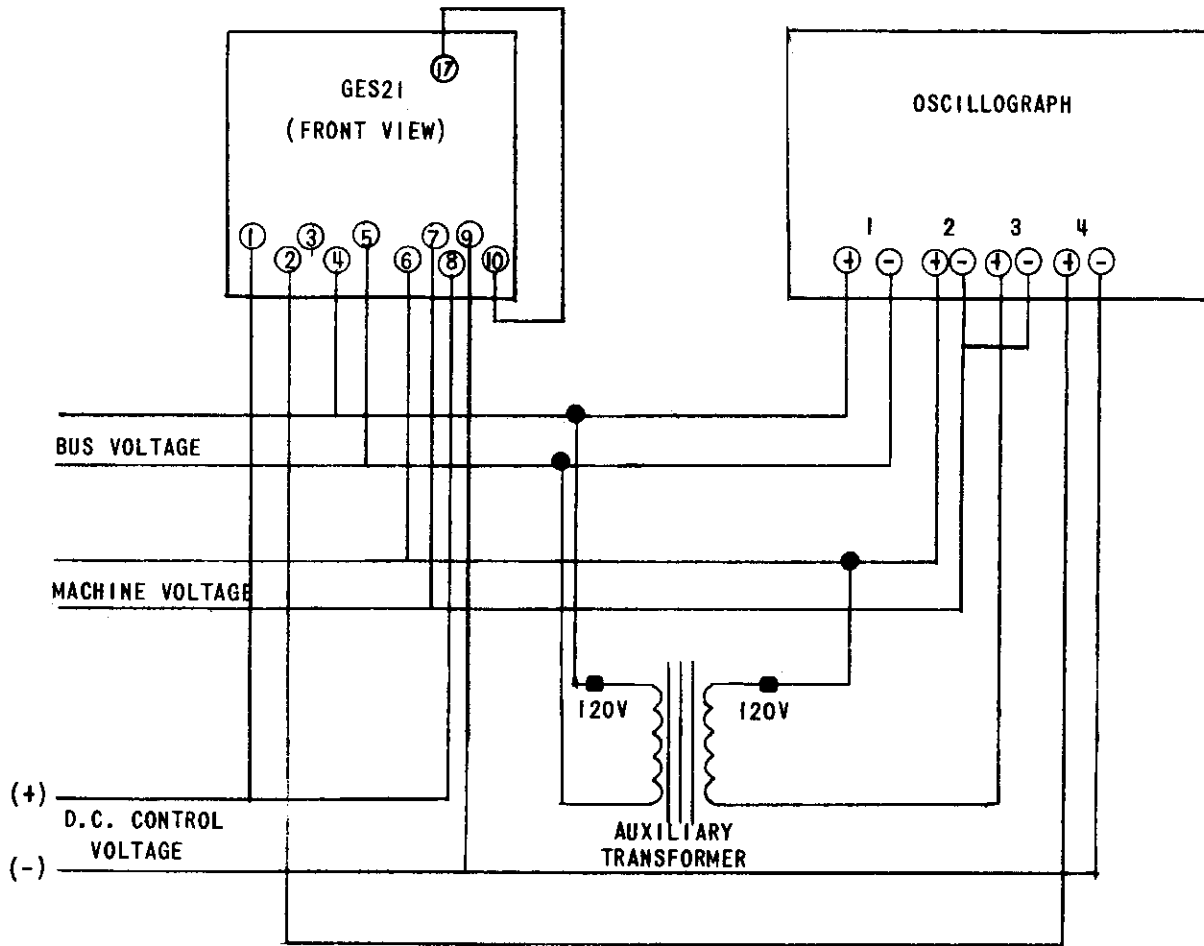 17
GES21
(FRONT VIEW)
OSCILLOGRAPH
1 2 3 4 5 6 7 8 9 10
1 2 3 4
+ - + - + - + -
BUS VOLTAGE
MACHINE VOLTAGE
120V 120V
(+)
D.C. CONTROL
VOLTAGE
(-)
AUXILIARY
TRANSFORMER